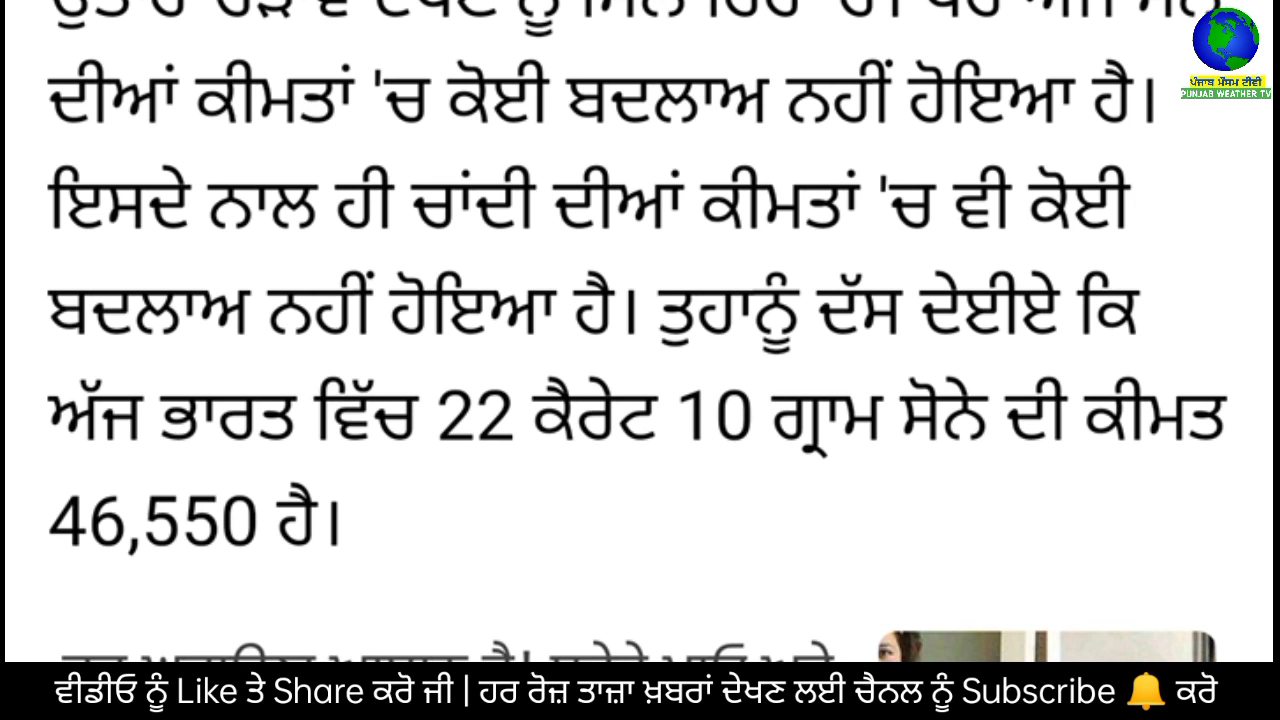 ਦੀਆਂ ਕੀਮਤਾਂ 'ਚ ਕੋਈ ਬਦਲਾਅ ਨਹੀਂ ਹੋਇਆ ਹੈ।
ਇਸਦੇ ਨਾਲ ਹੀ ਚਾਂਦੀ ਦੀਆਂ ਕੀਮਤਾਂ 'ਚ ਵੀ ਕੋਈ
ਬਦਲਾਅ ਨਹੀਂ ਹੋਇਆ ਹੈ। ਤੁਹਾਨੂੰ ਦੱਸ ਦੇਈਏ ਕਿ
ਅੱਜ ਭਾਰਤ ਵਿੱਚ 22 ਕੈਰੇਟ 10 ਗ੍ਰਾਮ ਸੋਨੇ ਦੀ ਕੀਮਤ
46,550 ਹੈ।
ਪੰਜਾਬ ਮੌਸਮ ਟੀਵੀ
PUNJAB WEATHER TV
ਵੀਡੀਓ ਨੂੰ Like ਤੇ Share ਕਰੋ ਜੀ | ਹਰ ਰੋਜ਼ ਤਾਜ਼ਾ ਖ਼ਬਰਾਂ ਦੇਖਣ ਲਈ ਚੈਨਲ ਨੂੰ Subscribe 🔔 ਕਰੋ